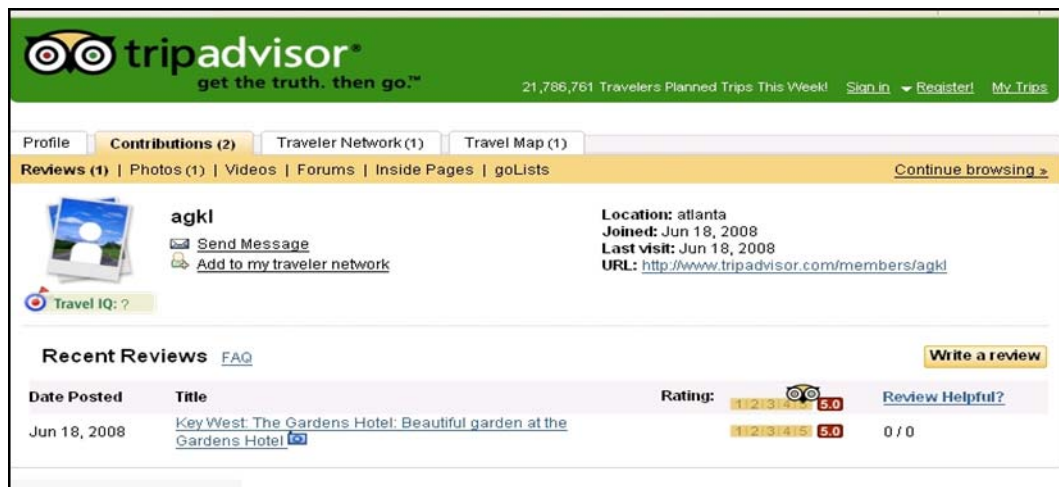 tripadvisor®
get the truth. then go.™
21,786,761 Travelers Planned Trips This Week! Sign in Register! My Trips
Profile Contributions (2) Traveler Network (1) Travel Map (1)
Reviews (1) | Photos (1) | Videos | Forums | Inside Pages | goLists Continue browsing »
agkl
Send Message
Add to my traveler network
Location: atlanta
Joined: Jun 18, 2008
Last visit: Jun 18, 2008
URL: http://www.tripadvisor.com/members/agkl
Travel IQ: ?
Recent Reviews FAQ Write a review
Date Posted Title Rating: 1 2 3 4 5 5.0 Review Helpful?
Jun 18, 2008 Key West: The Gardens Hotel: Beautiful garden at the
Gardens Hotel 1 2 3 4 5 5.0 0 / 0